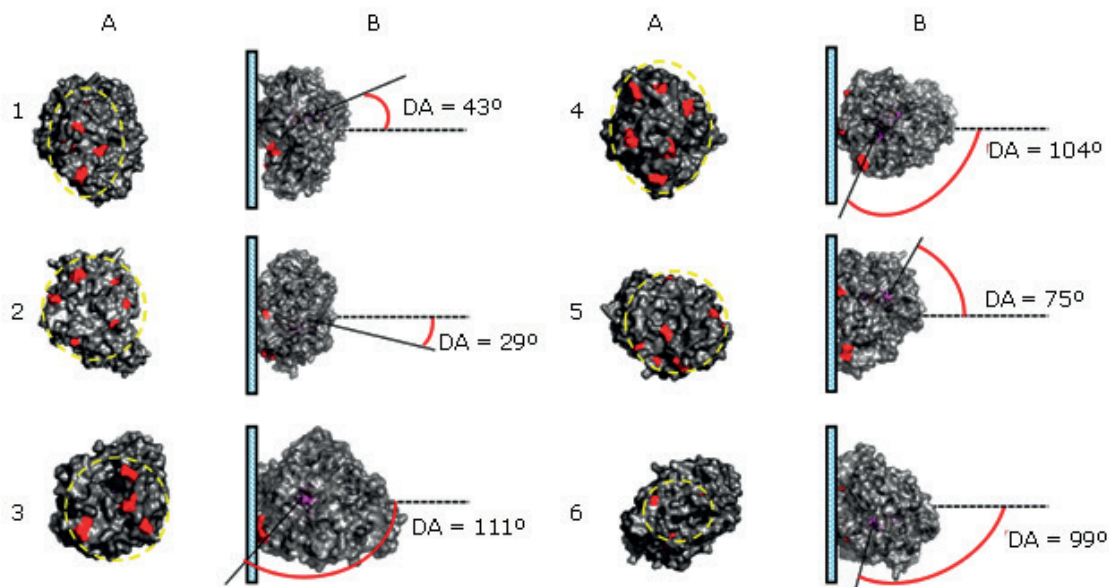 A B A B
1 DA = 43º 4 DA = 104º
2 DA = 29º 5 DA = 75º
3 DA = 111º 6 DA = 99º